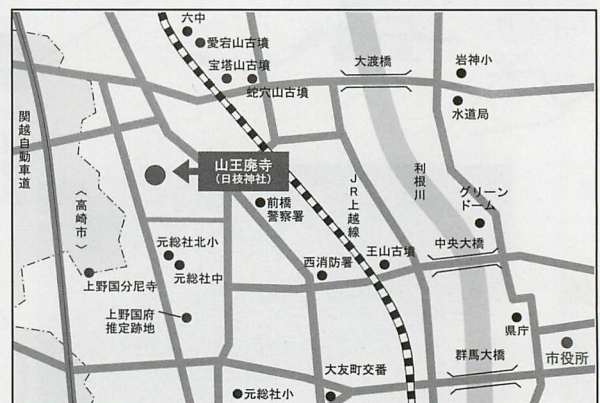 六中
愛宕山古墳
宝塔山古墳
蛇穴山古墳
大渡橋
岩神小
水道局
関越自動車道
山王廃寺
(日枝神社)
JR上越線
利根川
グリーン
ドーム
〈高崎市〉
前橋
警察署
元総社北小
元総社中
西消防署
王山古墳
中央大橋
上野国分尼寺
上野国府
推定跡地
県庁
群馬大橋
市役所
大友町交番
元総社小